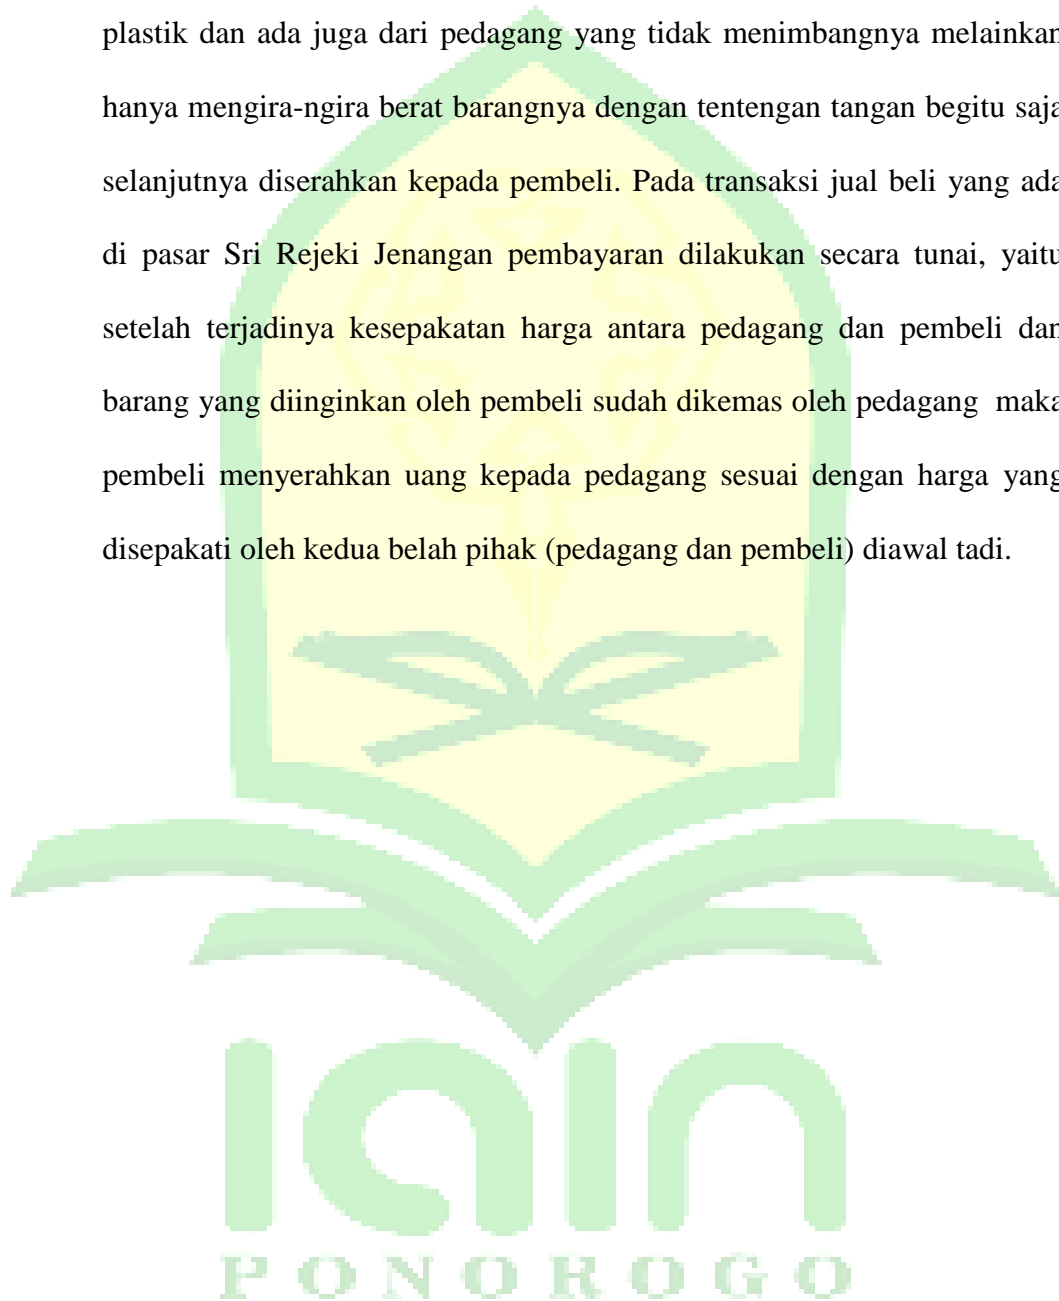 plastik dan ada juga dari pedagang yang tidak menimbangnya melainkan
hanya mengira-ngira berat barangnya dengan tentengan tangan begitu saja
selanjutnya diserahkan kepada pembeli. Pada transaksi jual beli yang ada
di pasar Sri Rejeki Jenangan pembayaran dilakukan secara tunai, yaitu
setelah terjadinya kesepakatan harga antara pedagang dan pembeli dan
barang yang diinginkan oleh pembeli sudah dikemas oleh pedagang maka
pembeli menyerahkan uang kepada pedagang sesuai dengan harga yang
disepakati oleh kedua belah pihak (pedagang dan pembeli) diawal tadi.
iain
PONOROGO